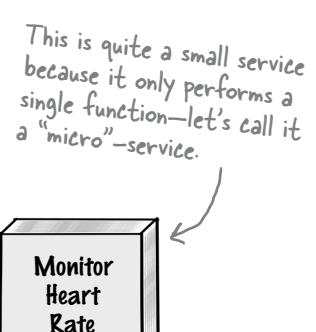 This is quite a small service
because it only performs a
single function—let's call it
a "micro"-service.
Monitor
Heart
Rate